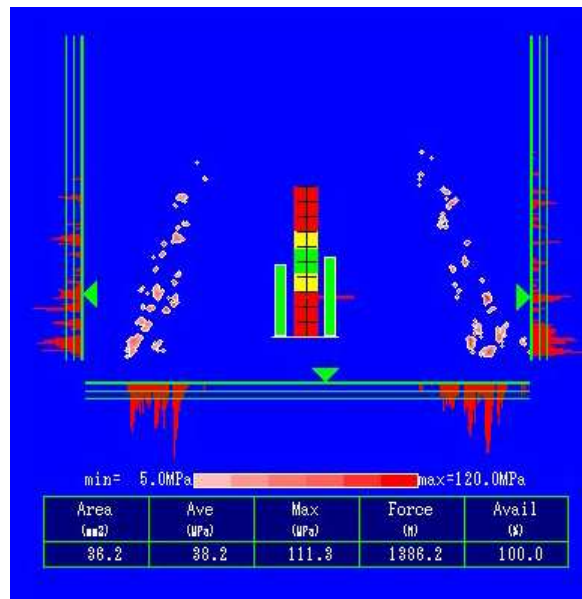 min= 5.0MPa max=120.0MPa
Area Ave Max Force Avail
(mm2) (MPa) (MPa) (N) (%)
36.2 38.2 111.3 1386.2 100.0